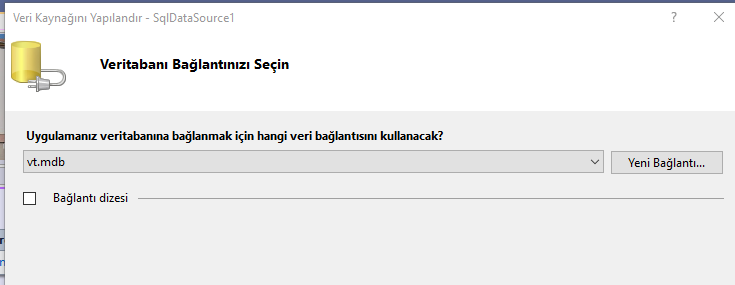 Veri Kaynağını Yapılandır - SqlDataSource1
Veritabanı Bağlantınızı Seçin
Uygulamanız veritabanına bağlanmak için hangi veri bağlantısını kullanacak?
vt.mdb
Yeni Bağlantı...
Bağlantı dizesi